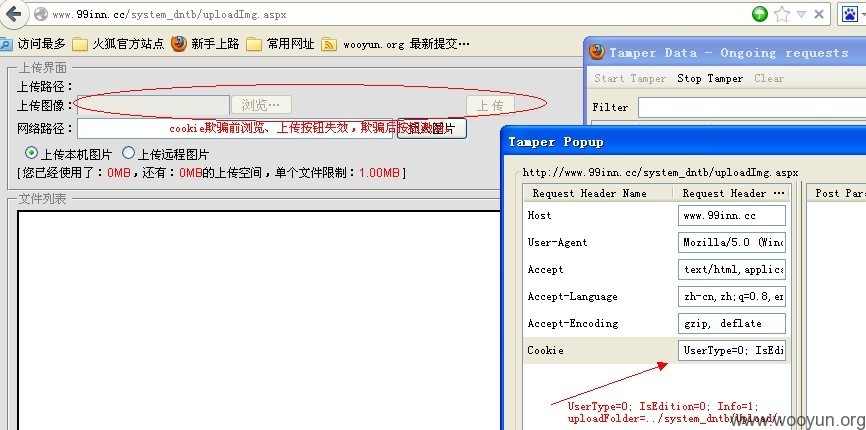 www.99inn.cc/system_dntb/uploadImg.aspx
访问最多 火狐官方站点 新手上路 常用网址 wooyun.org 最新提交…
上传界面
上传路径：
上传图像： 浏览… 上 传
网络路径：
cookie欺骗前浏览、上传按钮失效，欺骗后按钮
图片
上传本机图片 上传远程图片
[您已经使用了：0MB，还有：0MB的上传空间，单个文件限制：1.00MB]
文件列表
Tamper Data - Ongoing requests
Start Tamper Stop Tamper Clear
Filter
Tamper Popup
http://www.99inn.cc/system_dntb/uploadImg.aspx
Request Header Name Request Header … Post Par
Host www.99inn.cc
User-Agent Mozilla/5.0 (Winc
Accept text/html,applica
Accept-Language zh-cn,zh;q=0.8,en
Accept-Encoding gzip, deflate
Cookie UserType=0; IsEdi
UserType=0; IsEdition=0; Info=1;
uploadFolder=../system_dntb/Upload/
www.wooyun.org